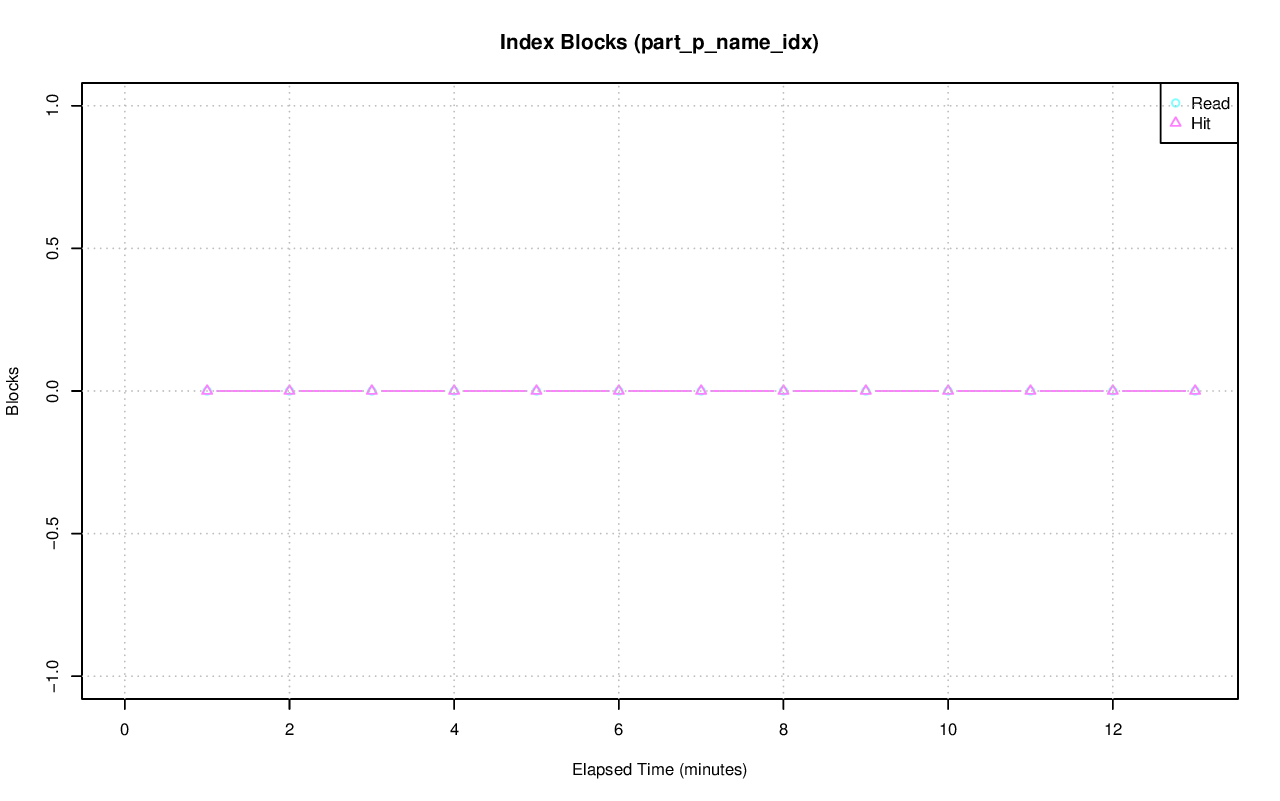 Index Blocks (part_p_name_idx)
Read
Hit
1.0
0.5
0.0
−0.5
−1.0
Blocks
0 2 4 6 8 10 12
Elapsed Time (minutes)